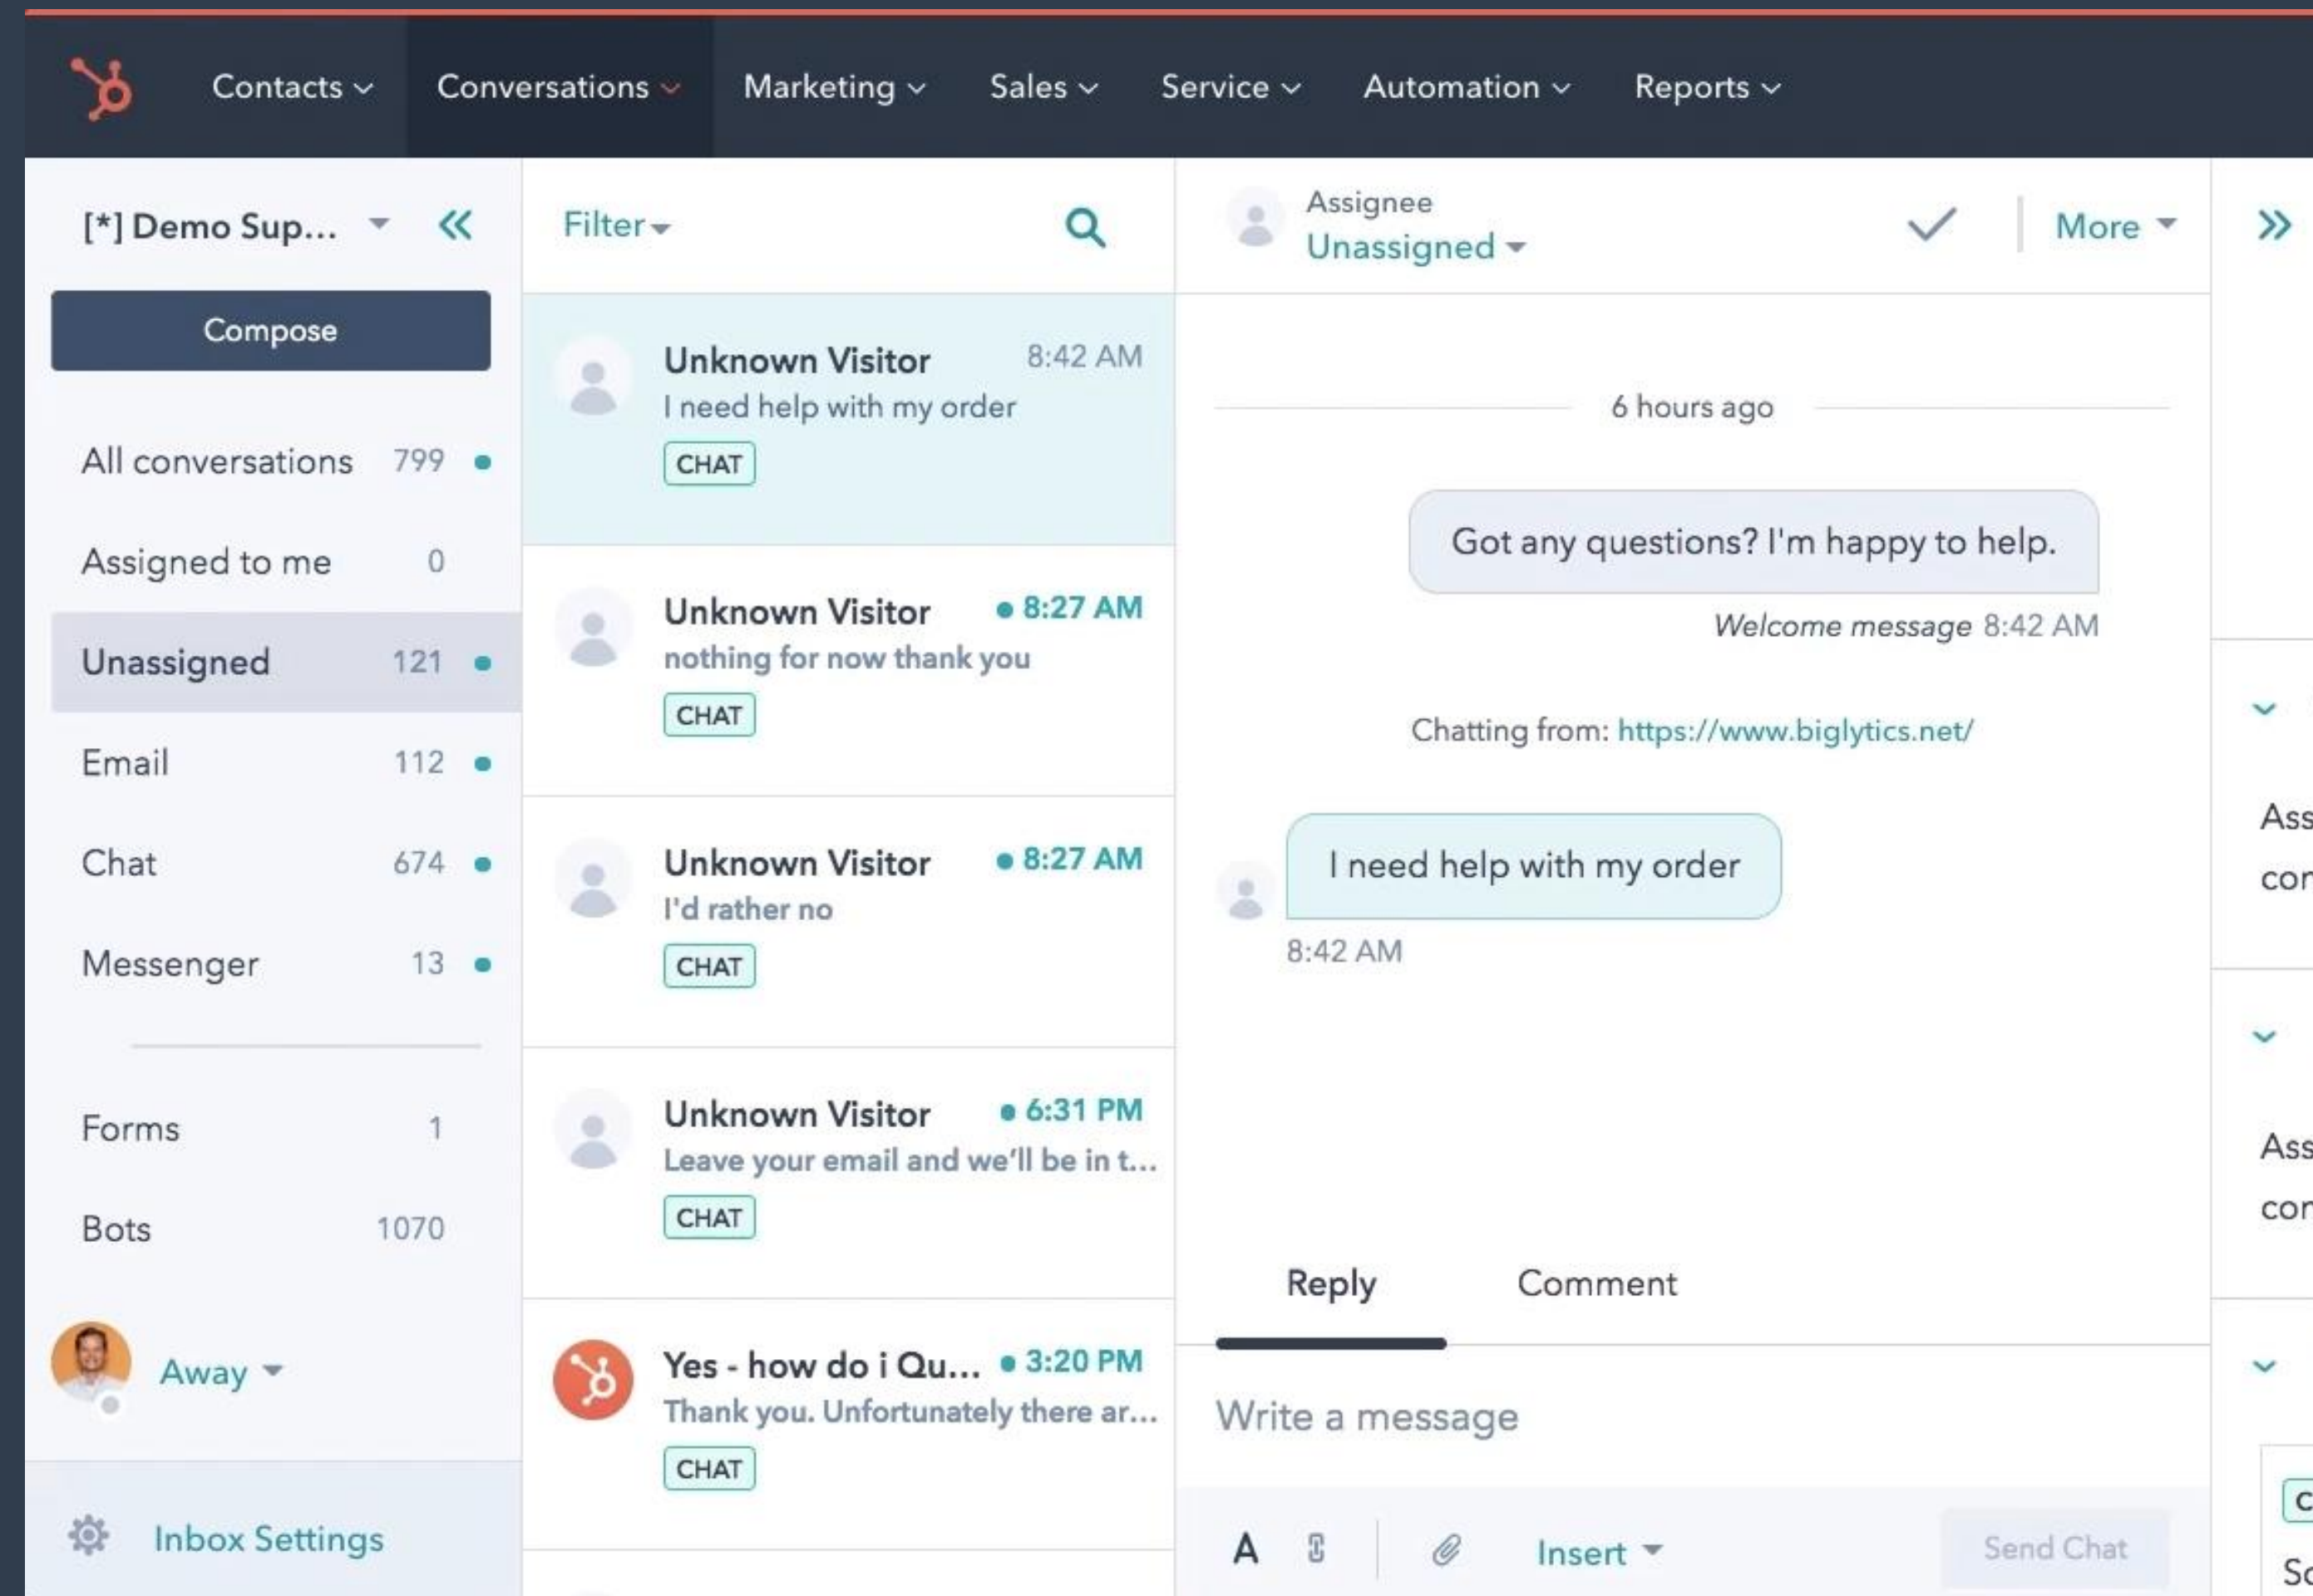 Contacts Conversations Marketing Sales Service Automation Reports
[*] Demo Sup...
Compose
All conversations 799
Assigned to me 0
Unassigned 121
Email 112
Chat 674
Messenger 13
Forms 1
Bots 1070
Away
Inbox Settings
Filter
Unknown Visitor 8:42 AM
I need help with my order
CHAT
Unknown Visitor 8:27 AM
nothing for now thank you
CHAT
Unknown Visitor 8:27 AM
I'd rather no
CHAT
Unknown Visitor 6:31 PM
Leave your email and we'll be in t...
CHAT
Yes - how do i Qu... 3:20 PM
Thank you. Unfortunately there ar...
CHAT
Assignee
Unassigned
More
6 hours ago
Got any questions? I'm happy to help.
Welcome message 8:42 AM
Chatting from: https://www.biglytics.net/
I need help with my order
8:42 AM
Reply Comment
Write a message
A Insert Send Chat